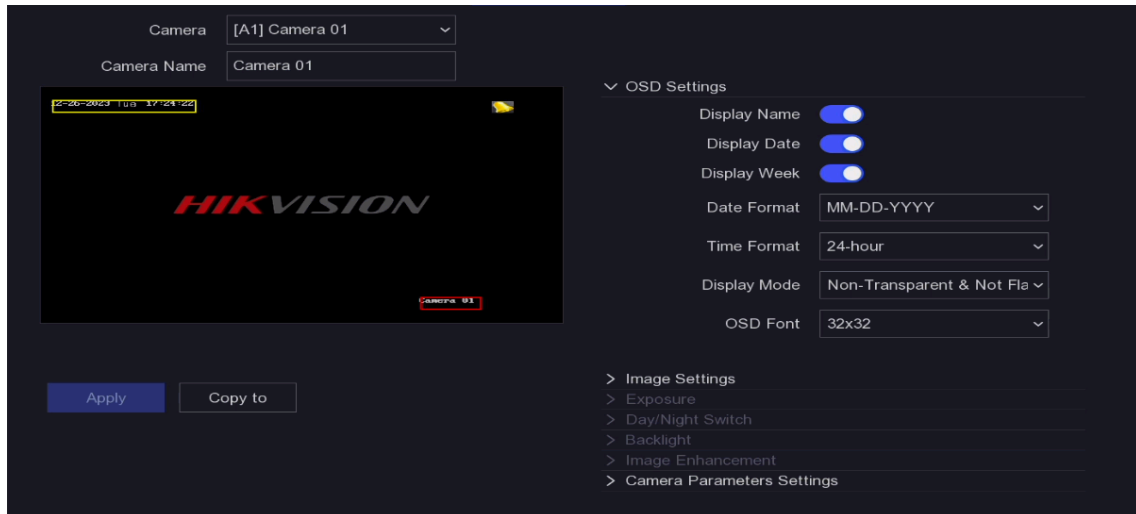 Camera [A1] Camera 01
Camera Name Camera 01
12-26-2023 Tue 17:24:22
HIKVISION
Camera 01
Apply
Copy to
OSD Settings
Display Name
Display Date
Display Week
Date Format MM-DD-YYYY
Time Format 24-hour
Display Mode Non-Transparent & Not Fla
OSD Font 32x32
Image Settings
Exposure
Day/Night Switch
Backlight
Image Enhancement
Camera Parameters Settings